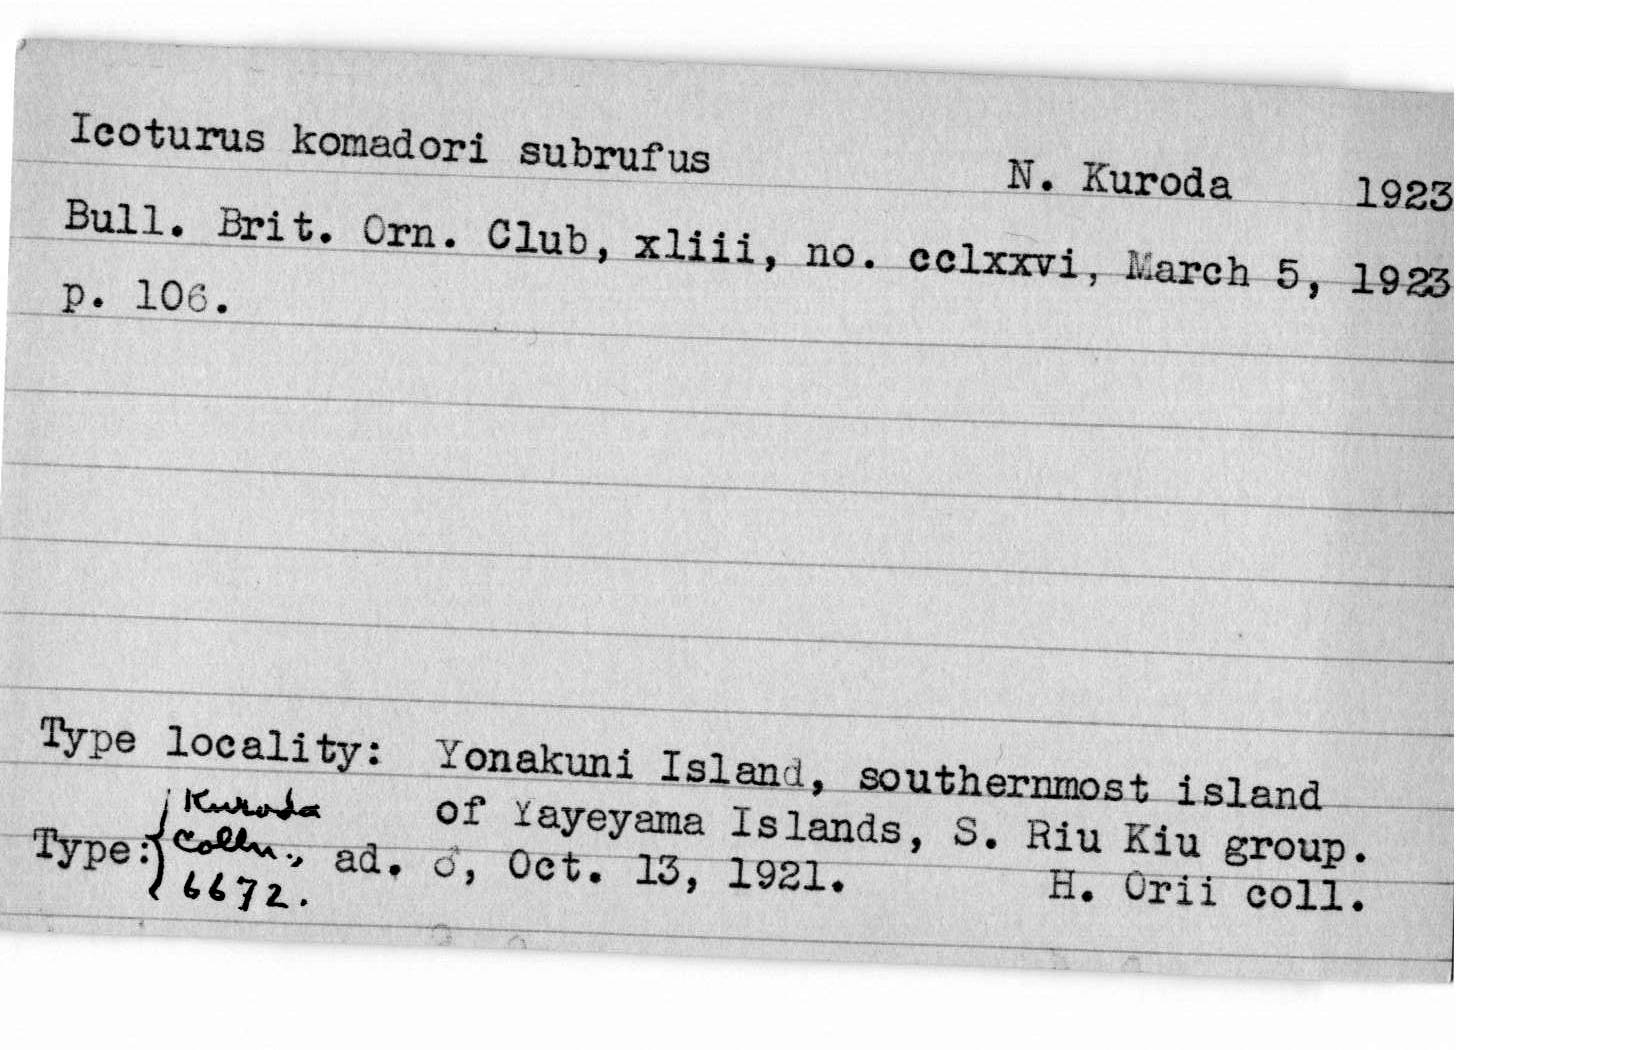 Icoturus komadori subrufus N. Kuroda 1923
Bull. Brit. Orn. Club, xliii, no. cclxxvi, March 5, 1923
p. 106.
Type locality: Yonakuni Island, southernmost island
of Yayeyama Islands, S. Riu Kiu group.
Type: { Kuroda
Colln.,
6672. ad. ♂, Oct. 13, 1921. H. Orii coll.